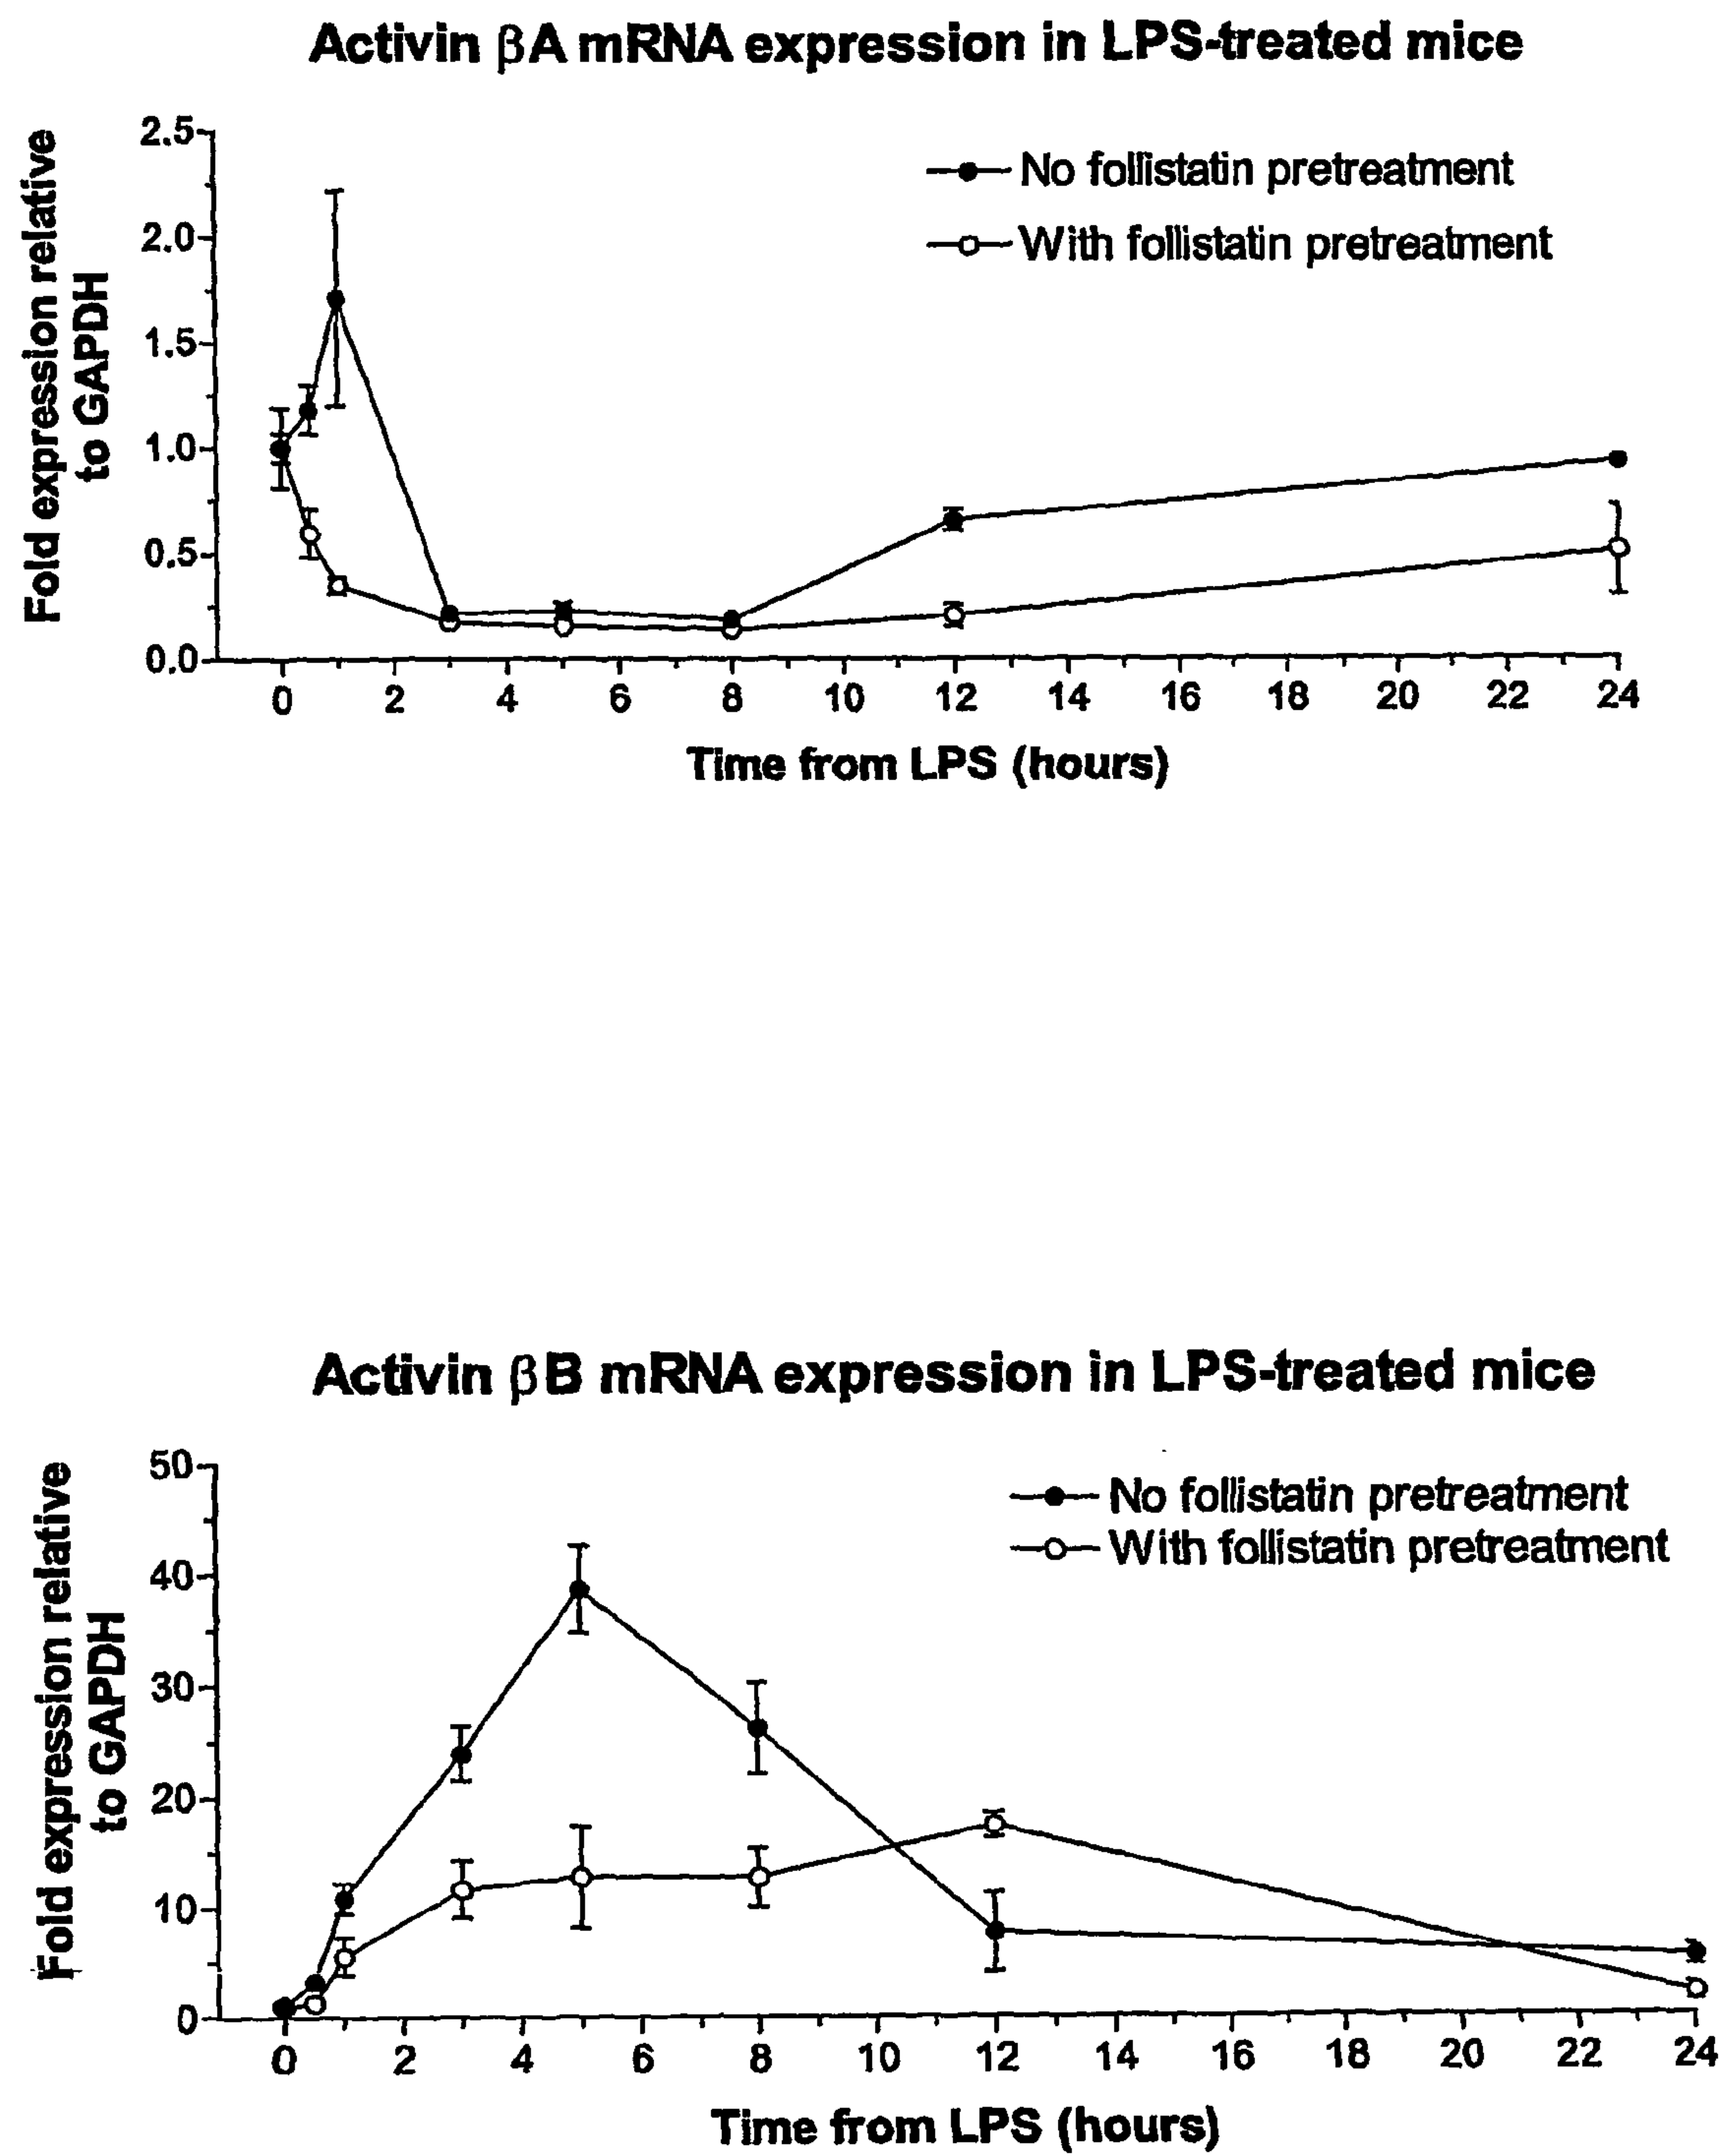 Activin βA mRNA expression in LPS-treated mice
Fold expression relative
to GAPDH
2.5
2.0
1.5
1.0
0.5
0.0
No follistatin pretreatment
With follistatin pretreatment
0 2 4 6 8 10 12 14 16 18 20 22 24
Time from LPS (hours)
Activin βB mRNA expression in LPS-treated mice
Fold expression relative
to GAPDH
50
40
30
20
10
0
No follistatin pretreatment
With follistatin pretreatment
0 2 4 6 8 10 12 14 16 18 20 22 24
Time from LPS (hours)